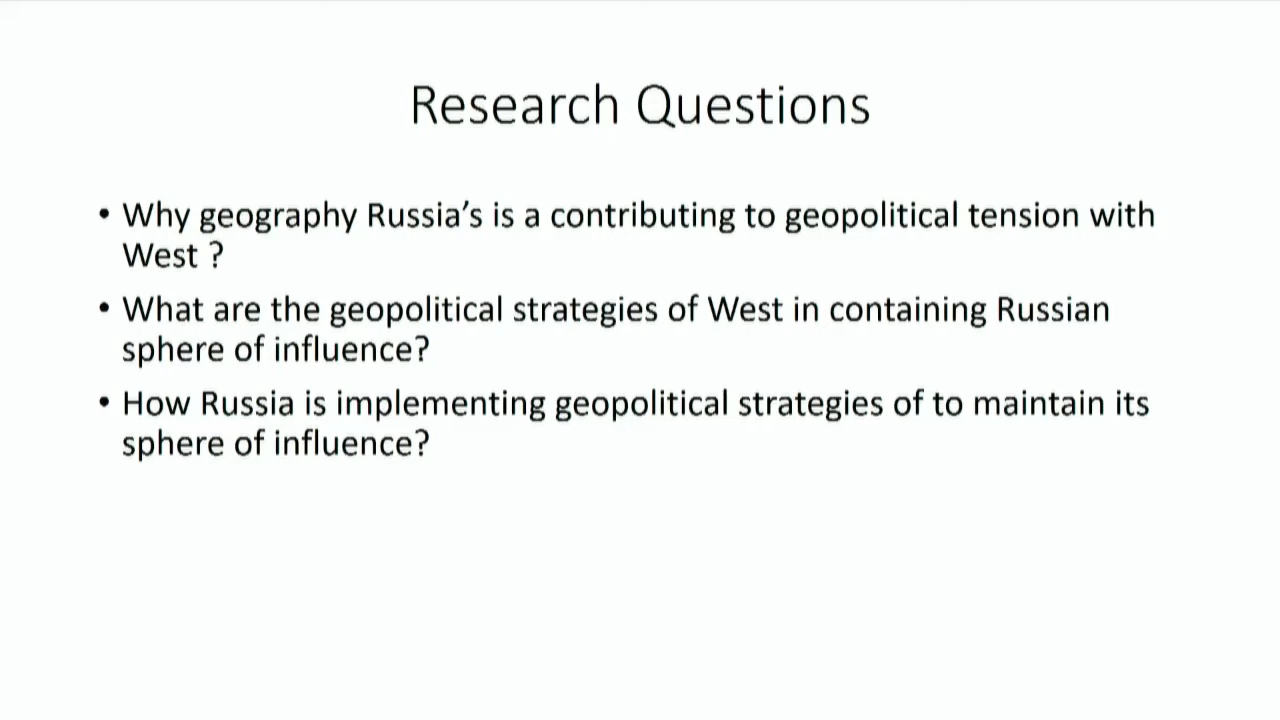 Research Questions
• Why geography Russia’s is a contributing to geopolitical tension with
West ?
• What are the geopolitical strategies of West in containing Russian
sphere of influence?
• How Russia is implementing geopolitical strategies of to maintain its
sphere of influence?